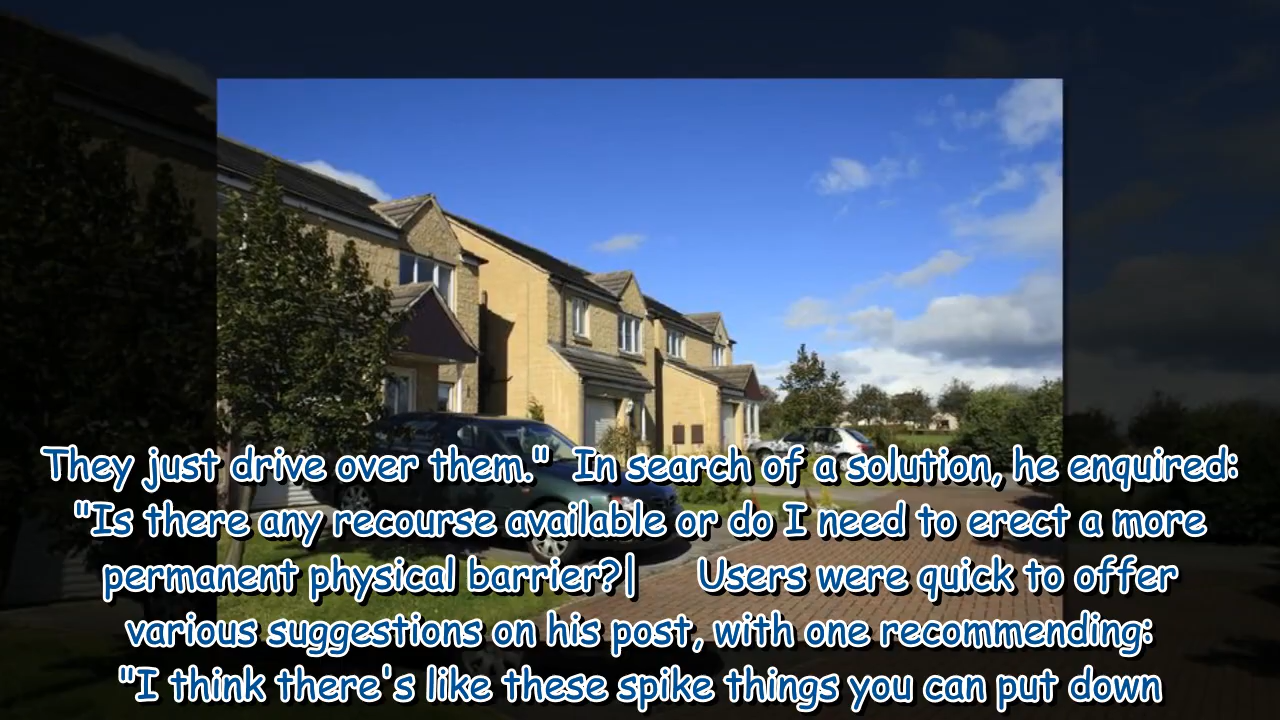 They just drive over them."  In search of a solution, he enquired:
"Is there any recourse available or do I need to erect a more
permanent physical barrier?|     Users were quick to offer
various suggestions on his post, with one recommending:
"I think there's like these spike things you can put down